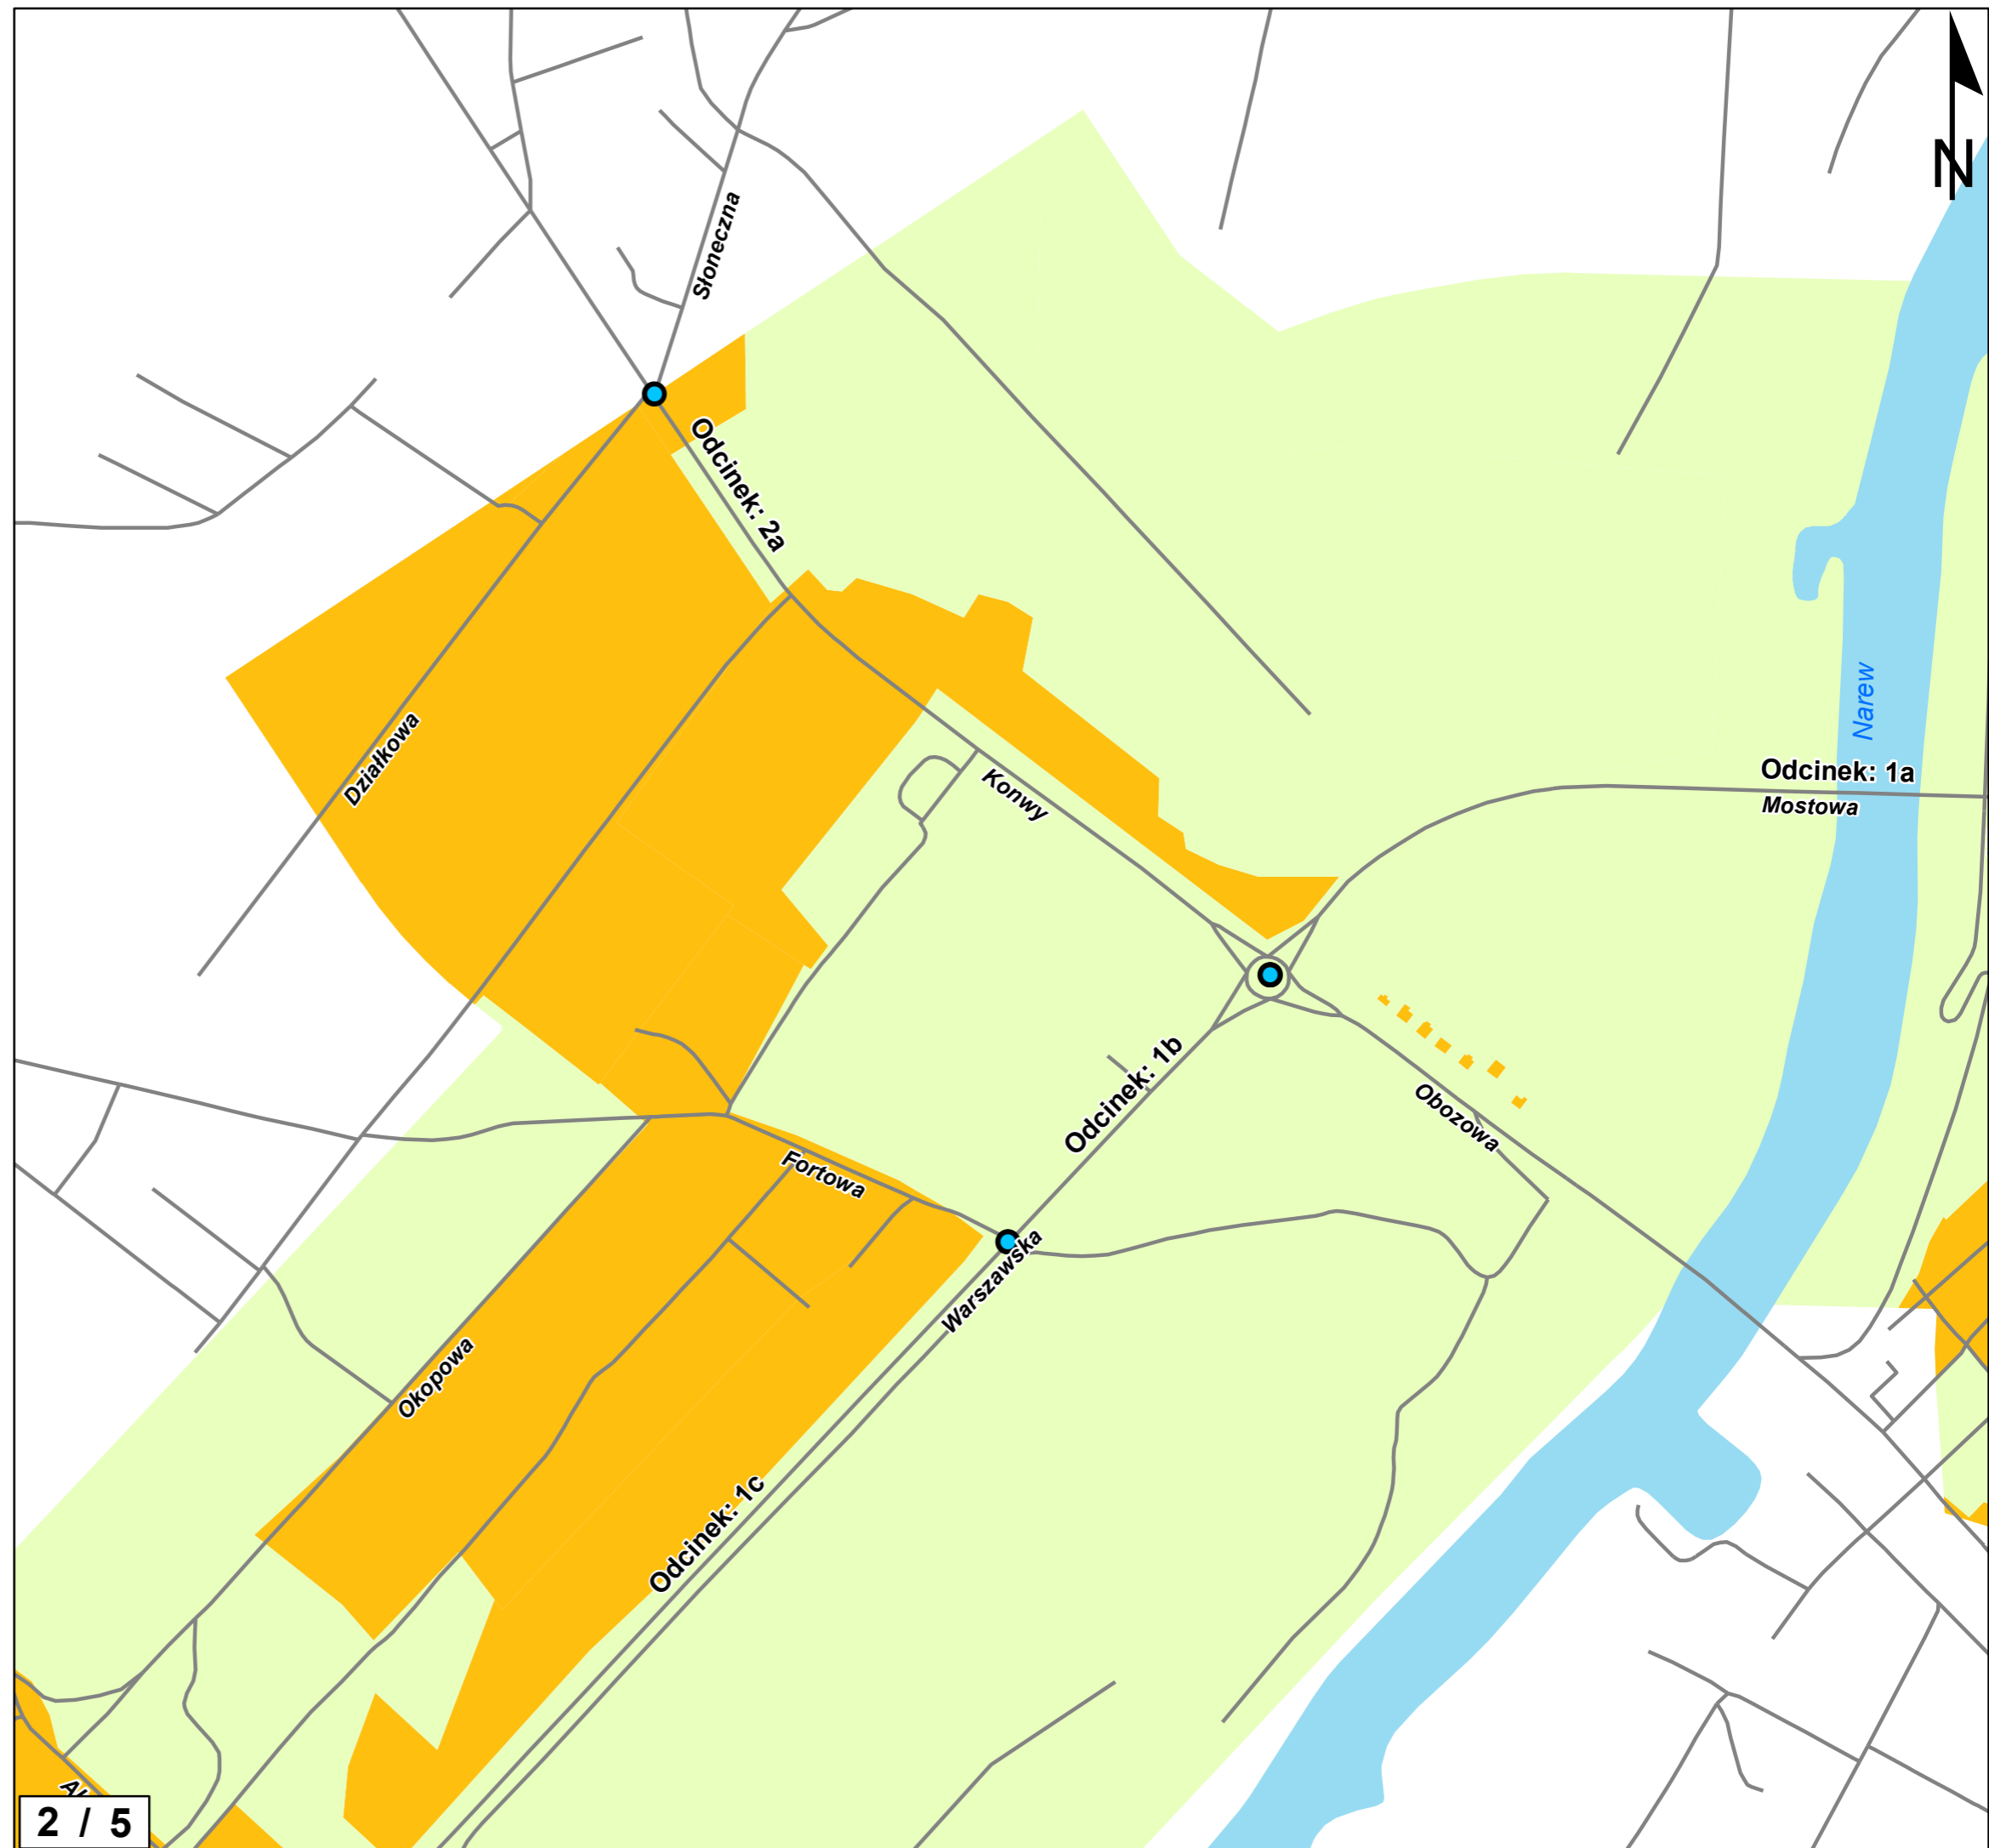 N
Słoneczna
Odcinek: 2a
Narew
Działkowa
Odcinek: 1a
Konwy
Mostowa
Odcinek: 1b
Obozowa
Fortowa
Warszawska
Okopowa
Odcinek: 1c
2 / 5